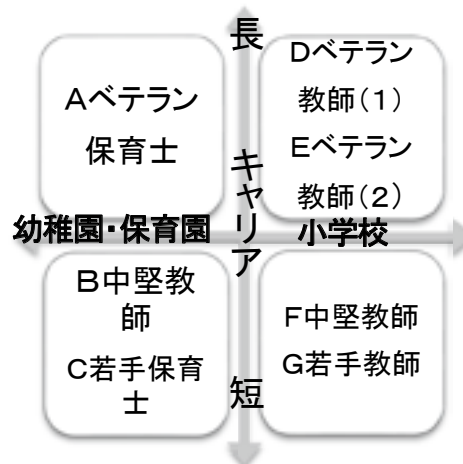 長
Aベテラン
保育士
Dベテラン
教師(1)
Eベテラン
教師(2)
キャリア
幼稚園・保育園
小学校
B中堅教
師
C若手保育
士
F中堅教師
G若手教師
短